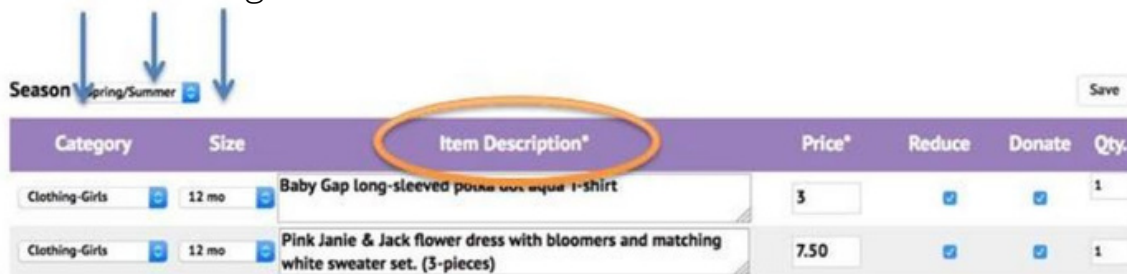 Season Spring/Summer Save
Category Size Item Description* Price* Reduce Donate Qty.
Clothing-Girls 12 mo Baby Gap long-sleeved polka dot aqua T-shirt 3 1
Clothing-Girls 12 mo Pink Janie & Jack flower dress with bloomers and matching 7.50 1
white sweater set. (3-pieces)